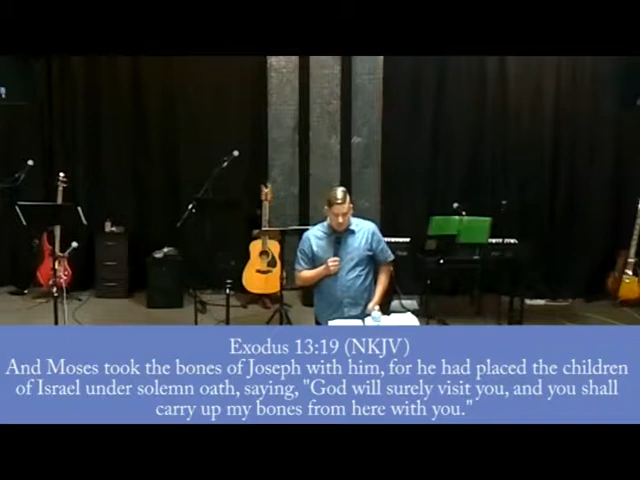 Exodus 13:19 (NKJV)
And Moses took the bones of Joseph with him, for he had placed the children
of Israel under solemn oath, saying, "God will surely visit you, and you shall
carry up my bones from here with you."